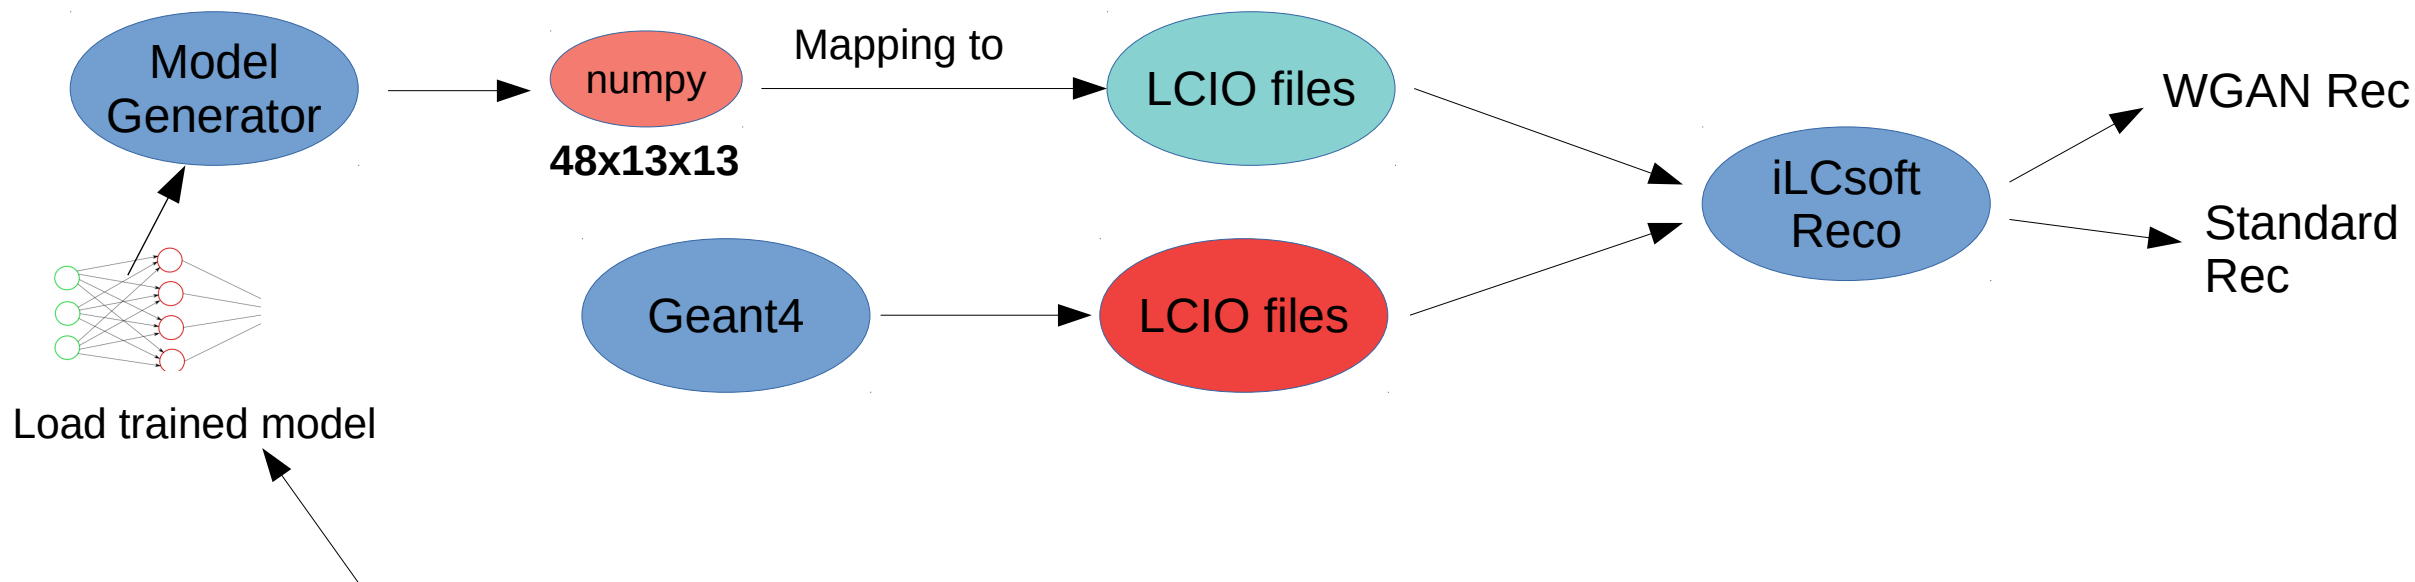 Model
Generator
numpy
48x13x13
Mapping to
LCIO files
Geant4
LCIO files
iLCsoft
Reco
WGAN Rec
Standard
Rec
Load trained model